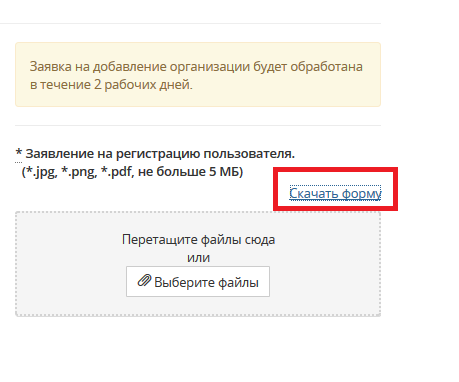 Заявка на добавление организации будет обработана
в течение 2 рабочих дней.
* Заявление на регистрацию пользователя.
(*.jpg, *.png, *.pdf, не больше 5 МБ)
Скачать форму
Перетащите файлы сюда
или
Выберите файлы